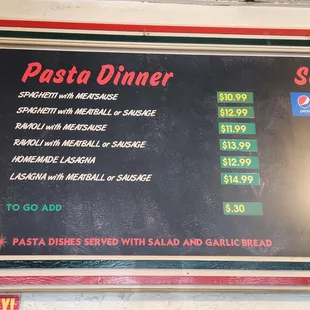 Pasta Dinner
SPAGHETTI with MEATSAUSE $10.99
SPAGHETTI with MEATBALL or SAUSAGE $12.99
RAVIOLI with MEATSAUSE $11.99
RAVIOLI with MEATBALL or SAUSAGE $13.99
HOMEMADE LASAGNA $12.99
LASAGNA with MEATBALL or SAUSAGE $14.99
TO GO ADD $.30
PASTA DISHES SERVED WITH SALAD AND GARLIC BREAD